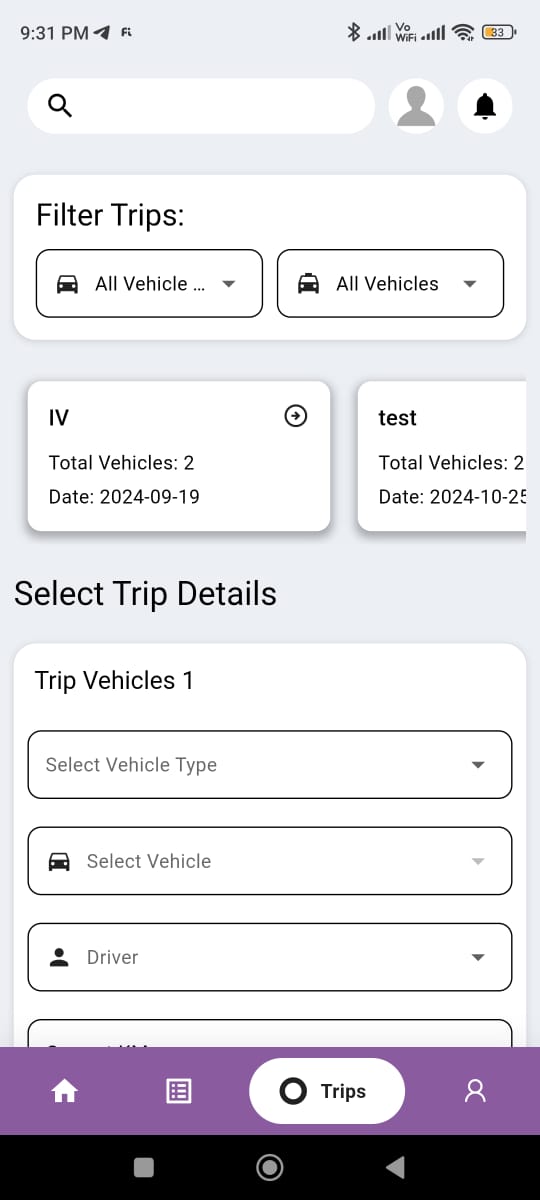 9:31 PM Fi Vo WiFi 33
Filter Trips:
All Vehicle ... All Vehicles
IV test
Total Vehicles: 2 Total Vehicles: 2
Date: 2024-09-19 Date: 2024-10-25
Select Trip Details
Trip Vehicles 1
Select Vehicle Type
Select Vehicle
Driver
Trips